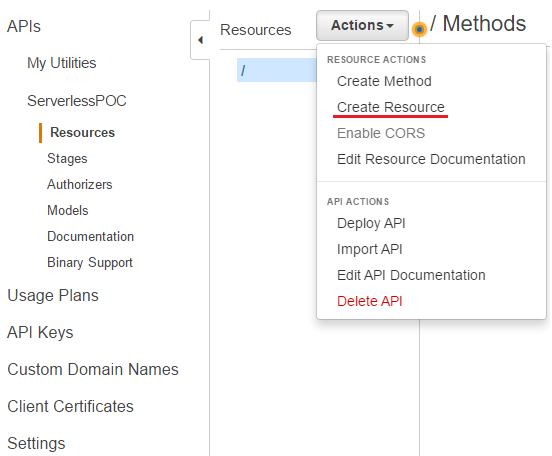 APIs
My Utilities
ServerlessPOC
Resources
Stages
Authorizers
Models
Documentation
Binary Support
Usage Plans
API Keys
Custom Domain Names
Client Certificates
Settings
Resources
Actions
/ Methods
/
RESOURCE ACTIONS
Create Method
Create Resource
Enable CORS
Edit Resource Documentation
API ACTIONS
Deploy API
Import API
Edit API Documentation
Delete API